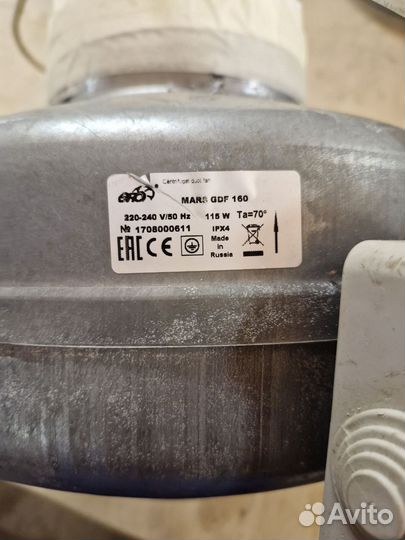 ERA
Centrifugal duct fan
MARS GDF 160
220-240 V/50 Hz 115 W Ta=70°
№ 1708000611 IPX4
EAC CE Made
in
Russia
Avito